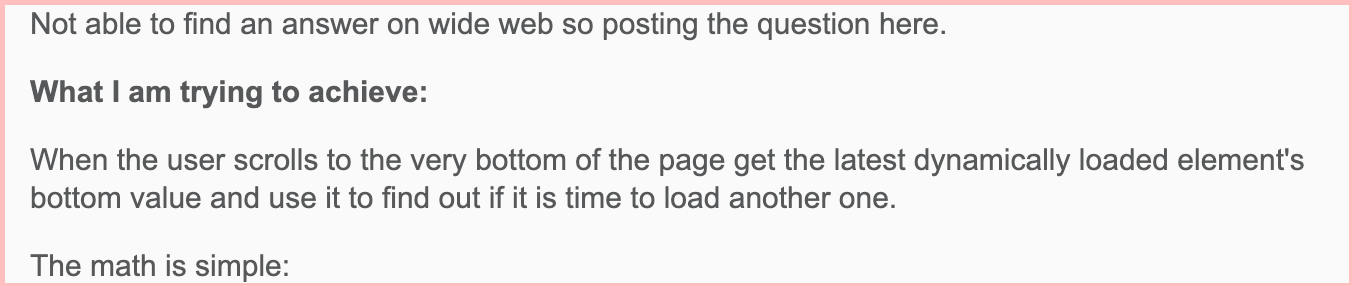 Not able to find an answer on wide web so posting the question here.
What I am trying to achieve:
When the user scrolls to the very bottom of the page get the latest dynamically loaded element's
bottom value and use it to find out if it is time to load another one.
The math is simple: